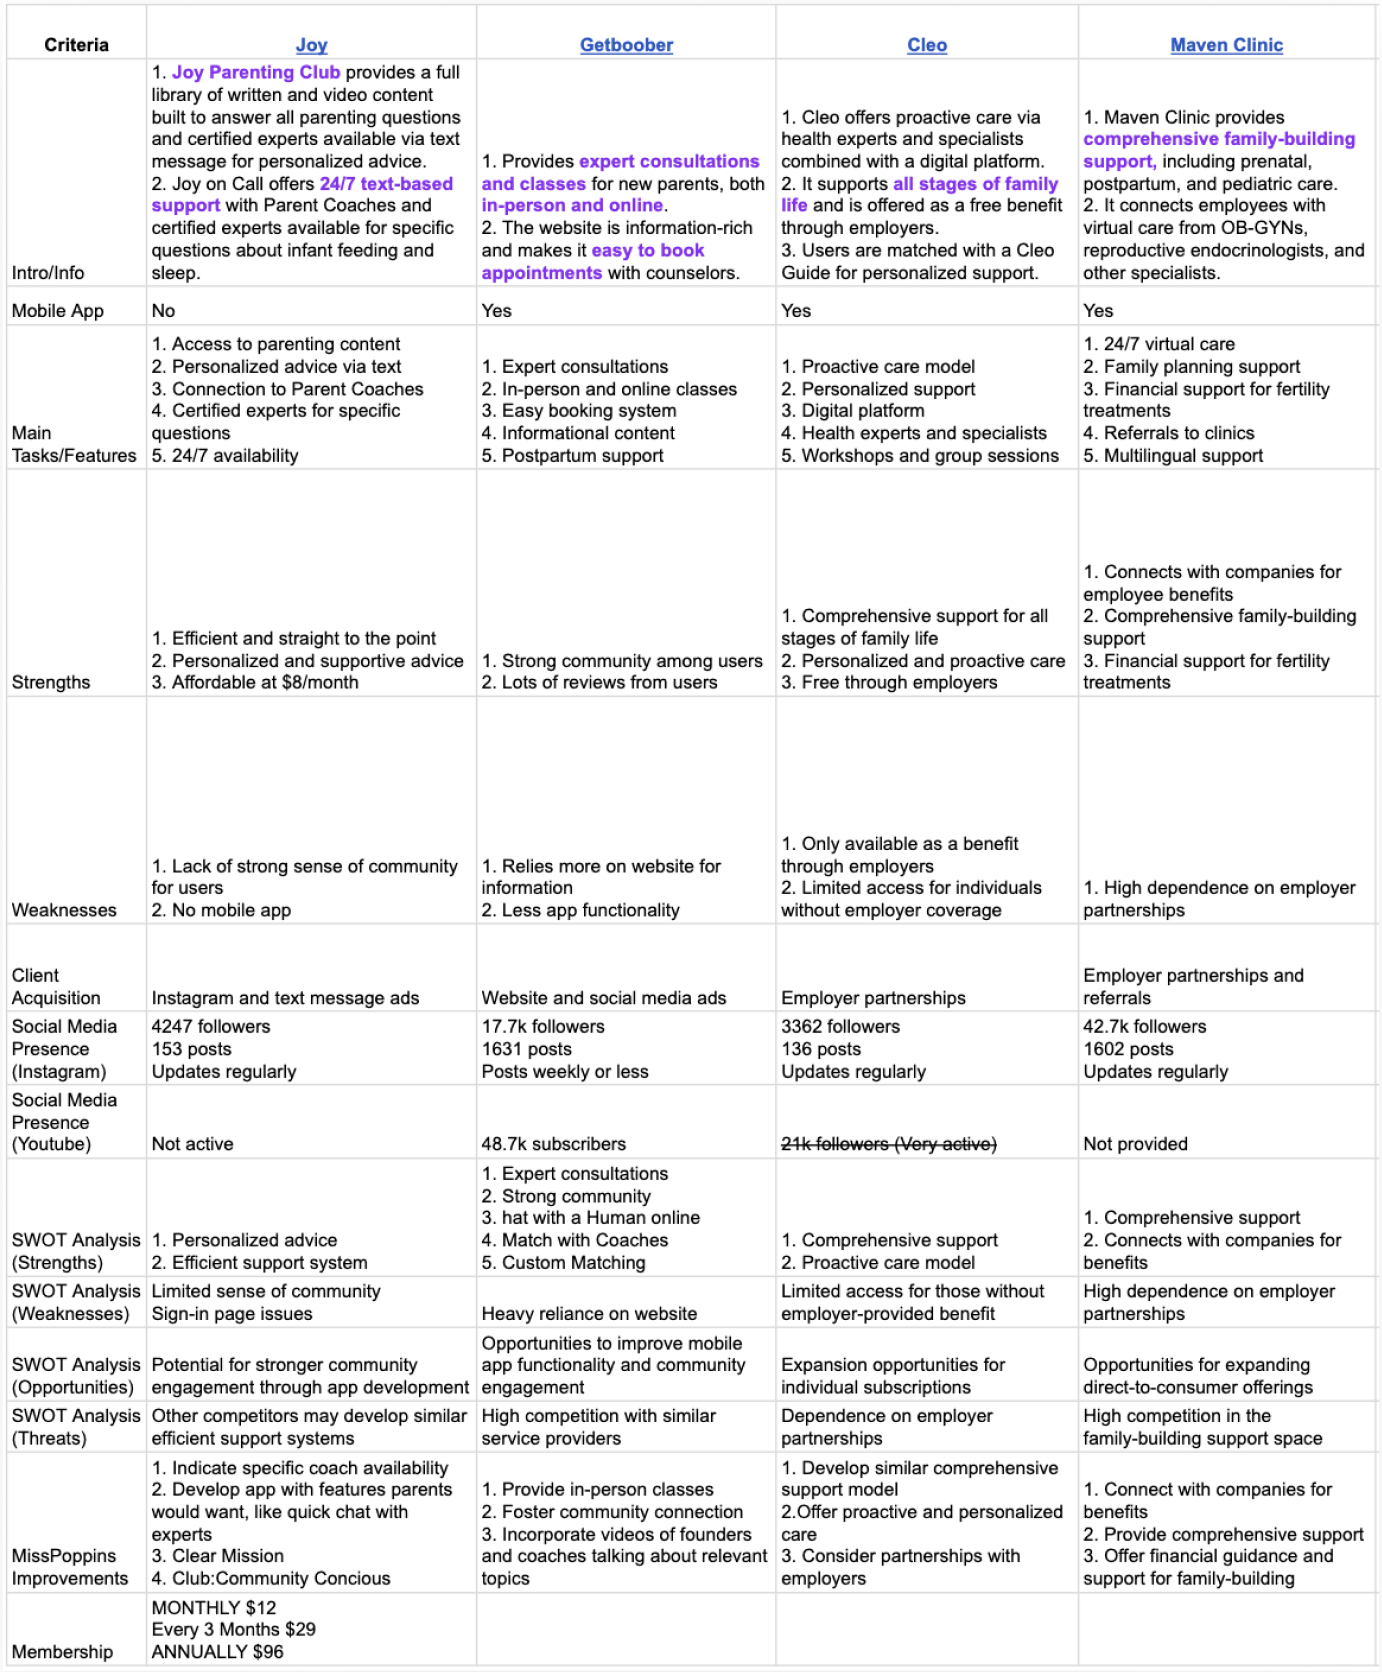 Criteria
Joy
Getboober
Cleo
Maven Clinic
Intro/Info
1. Joy Parenting Club provides a full
library of written and video content
built to answer all parenting questions
and certified experts available via text
message for personalized advice.
2. Joy on Call offers 24/7 text-based
support with Parent Coaches and
certified experts available for specific
questions about infant feeding and
sleep.
1. Provides expert consultations
and classes for new parents, both
in-person and online.
2. The website is information-rich
and makes it easy to book
appointments with counselors.
1. Cleo offers proactive care via
health experts and specialists
combined with a digital platform.
2. It supports all stages of family
life and is offered as a free benefit
through employers.
3. Users are matched with a Cleo
Guide for personalized support.
1. Maven Clinic provides
comprehensive family-building
support, including prenatal,
postpartum, and pediatric care.
2. It connects employees with
virtual care from OB-GYNs,
reproductive endocrinologists, and
other specialists.
Mobile App
No
Yes
Yes
Yes
Main
Tasks/Features
1. Access to parenting content
2. Personalized advice via text
3. Connection to Parent Coaches
4. Certified experts for specific
questions
5. 24/7 availability
1. Expert consultations
2. In-person and online classes
3. Easy booking system
4. Informational content
5. Postpartum support
1. Proactive care model
2. Personalized support
3. Digital platform
4. Health experts and specialists
5. Workshops and group sessions
1. 24/7 virtual care
2. Family planning support
3. Financial support for fertility
treatments
4. Referrals to clinics
5. Multilingual support
Strengths
1. Efficient and straight to the point
2. Personalized and supportive advice
3. Affordable at $8/month
1. Strong community among users
2. Lots of reviews from users
1. Comprehensive support for all
stages of family life
2. Personalized and proactive care
3. Free through employers
1. Connects with companies for
employee benefits
2. Comprehensive family-building
support
3. Financial support for fertility
treatments
Weaknesses
1. Lack of strong sense of community
for users
2. No mobile app
1. Relies more on website for
information
2. Less app functionality
1. Only available as a benefit
through employers
2. Limited access for individuals
without employer coverage
1. High dependence on employer
partnerships
Client
Acquisition
Instagram and text message ads
Website and social media ads
Employer partnerships
Employer partnerships and
referrals
Social Media
Presence
(Instagram)
4247 followers
153 posts
Updates regularly
17.7k followers
1631 posts
Posts weekly or less
3362 followers
136 posts
Updates regularly
42.7k followers
1602 posts
Updates regularly
Social Media
Presence
(Youtube)
Not active
48.7k subscribers
21k followers (Very active)
Not provided
SWOT Analysis
(Strengths)
1. Personalized advice
2. Efficient support system
1. Expert consultations
2. Strong community
3. hat with a Human online
4. Match with Coaches
5. Custom Matching
1. Comprehensive support
2. Proactive care model
1. Comprehensive support
2. Connects with companies for
benefits
SWOT Analysis
(Weaknesses)
Limited sense of community
Sign-in page issues
Heavy reliance on website
Limited access for those without
employer-provided benefit
High dependence on employer
partnerships
SWOT Analysis
(Opportunities)
Potential for stronger community
engagement through app development
Opportunities to improve mobile
app functionality and community
engagement
Expansion opportunities for
individual subscriptions
Opportunities for expanding
direct-to-consumer offerings
SWOT Analysis
(Threats)
Other competitors may develop similar
efficient support systems
High competition with similar
service providers
Dependence on employer
partnerships
High competition in the
family-building support space
MissPoppins
Improvements
1. Indicate specific coach availability
2. Develop app with features parents
would want, like quick chat with
experts
3. Clear Mission
4. Club:Community Concious
1. Provide in-person classes
2. Foster community connection
3. Incorporate videos of founders
and coaches talking about relevant
topics
1. Develop similar comprehensive
support model
2.Offer proactive and personalized
care
3. Consider partnerships with
employers
1. Connect with companies for
benefits
2. Provide comprehensive support
3. Offer financial guidance and
support for family-building
Membership
MONTHLY $12
Every 3 Months $29
ANNUALLY $96